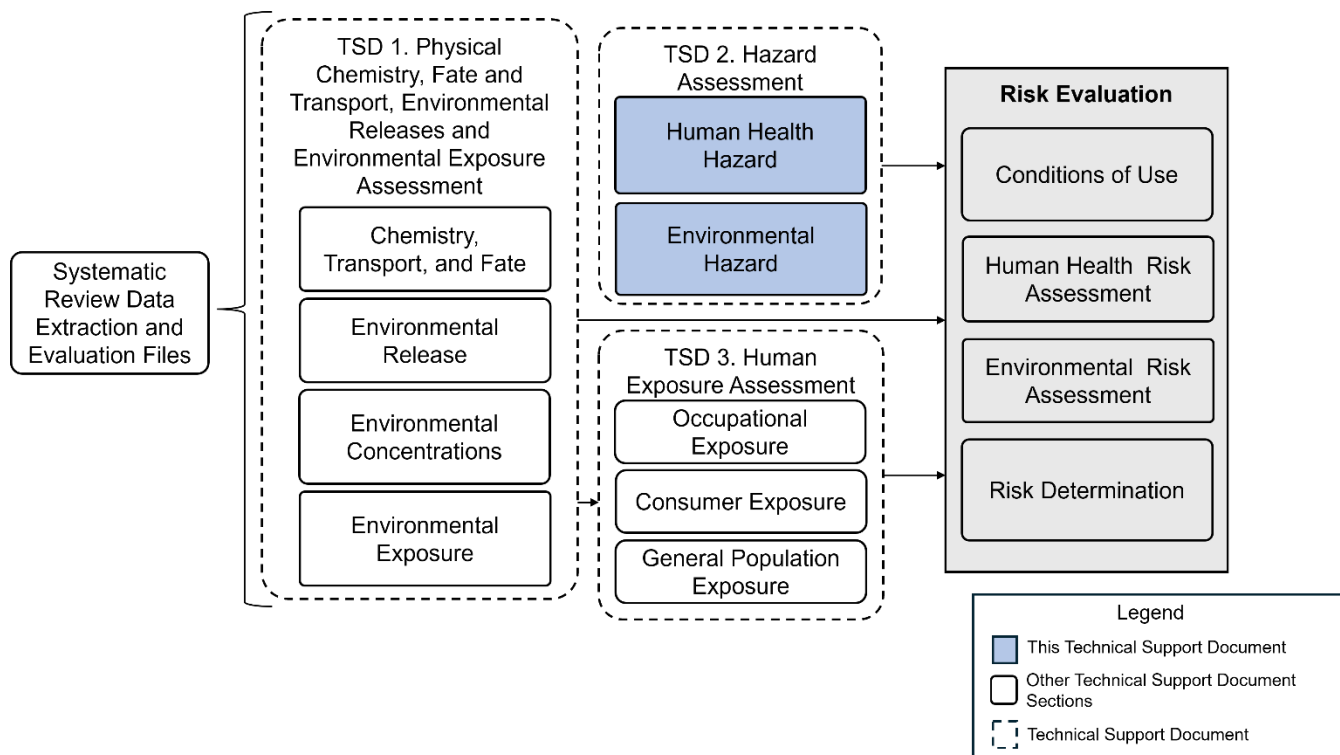 Systematic
Review Data
Extraction and
Evaluation Files
TSD 1. Physical
Chemistry, Fate and
Transport, Environmental
Releases and
Environmental Exposure
Assessment
Chemistry,
Transport, and Fate
Environmental
Release
Environmental
Concentrations
Environmental
Exposure
TSD 2. Hazard
Assessment
Human Health
Hazard
Environmental
Hazard
TSD 3. Human
Exposure Assessment
Occupational
Exposure
Consumer Exposure
General Population
Exposure
Risk Evaluation
Conditions of Use
Human Health Risk
Assessment
Environmental Risk
Assessment
Risk Determination
Legend
This Technical Support Document
Other Technical Support Document
Sections
Technical Support Document